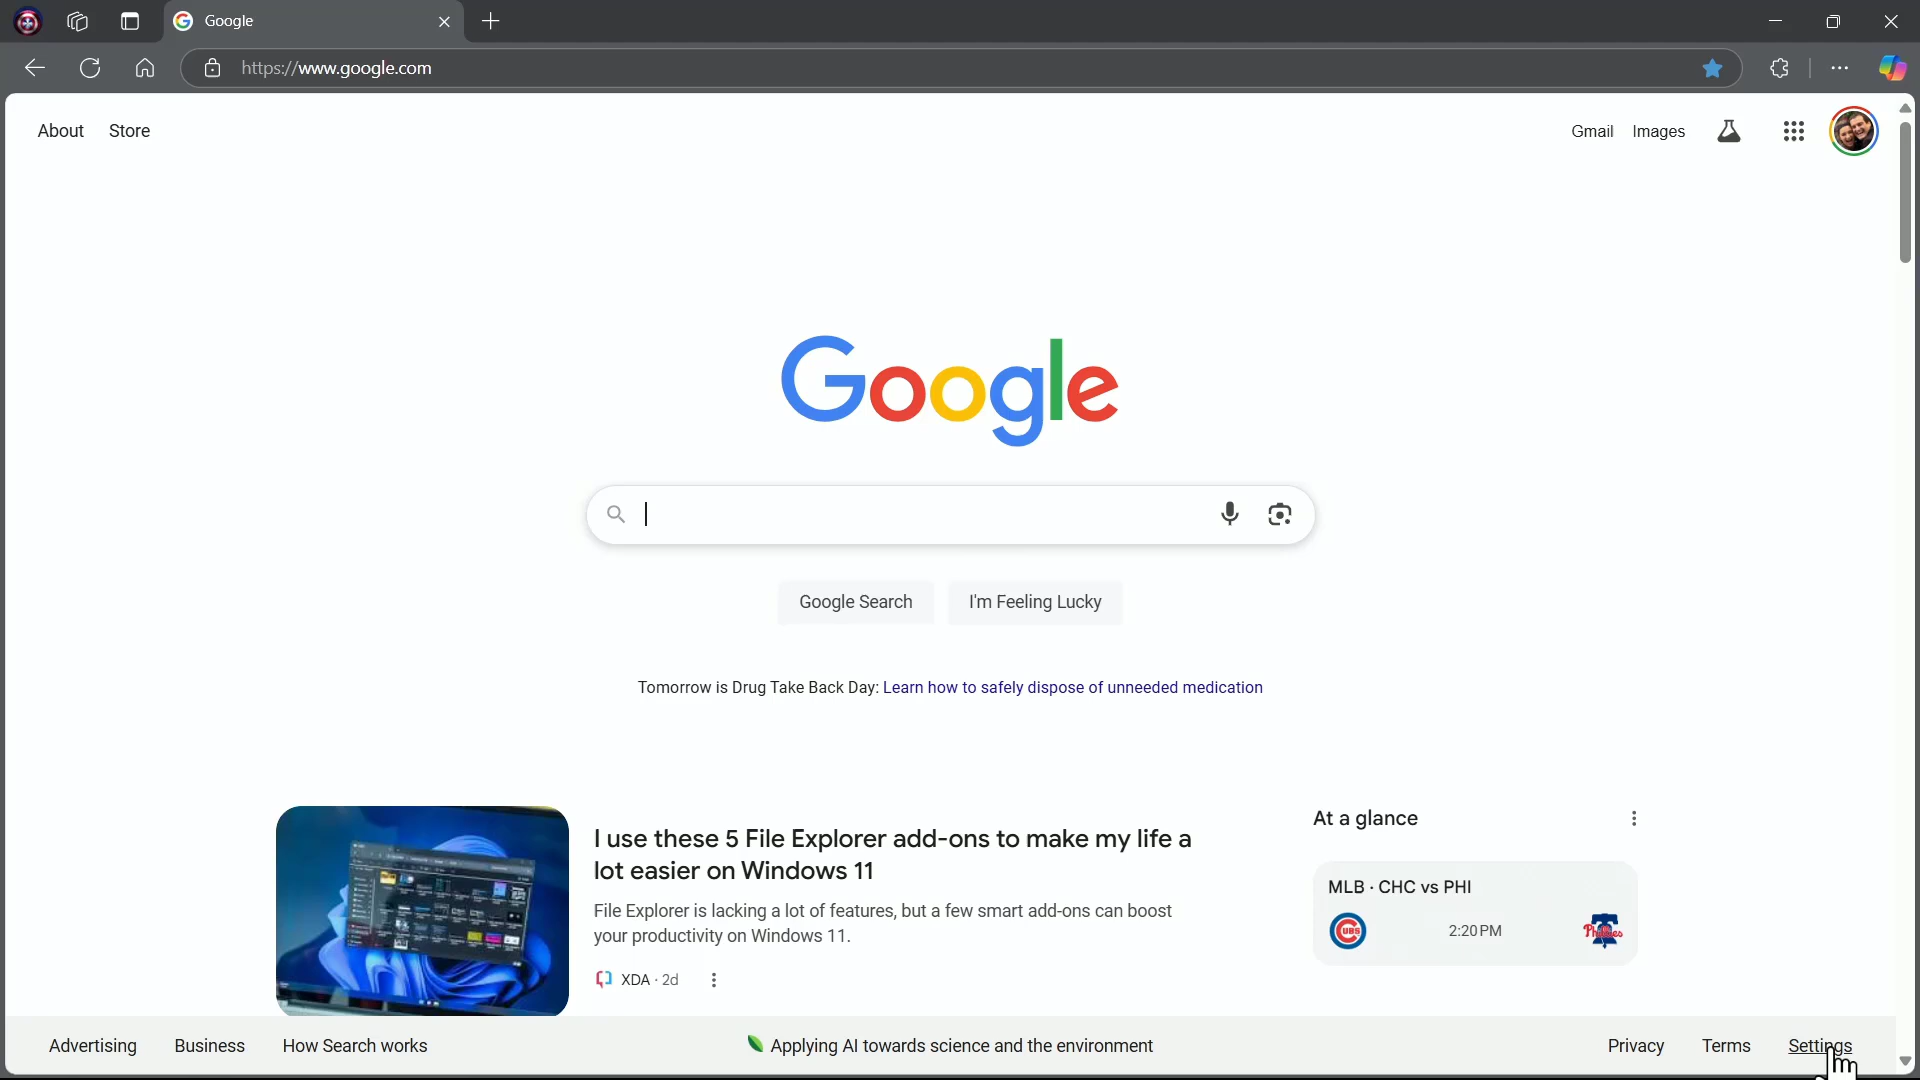 Google
https://www.google.com
About Store
Gmail Images
Google
Google Search I'm Feeling Lucky
Tomorrow is Drug Take Back Day: Learn how to safely dispose of unneeded medication
I use these 5 File Explorer add-ons to make my life a
lot easier on Windows 11
File Explorer is lacking a lot of features, but a few smart add-ons can boost
your productivity on Windows 11.
XDA · 2d
At a glance
MLB · CHC vs PHI
CUBS 2:20 PM Phillies
Advertising Business How Search works
Applying AI towards science and the environment
Privacy Terms Settings